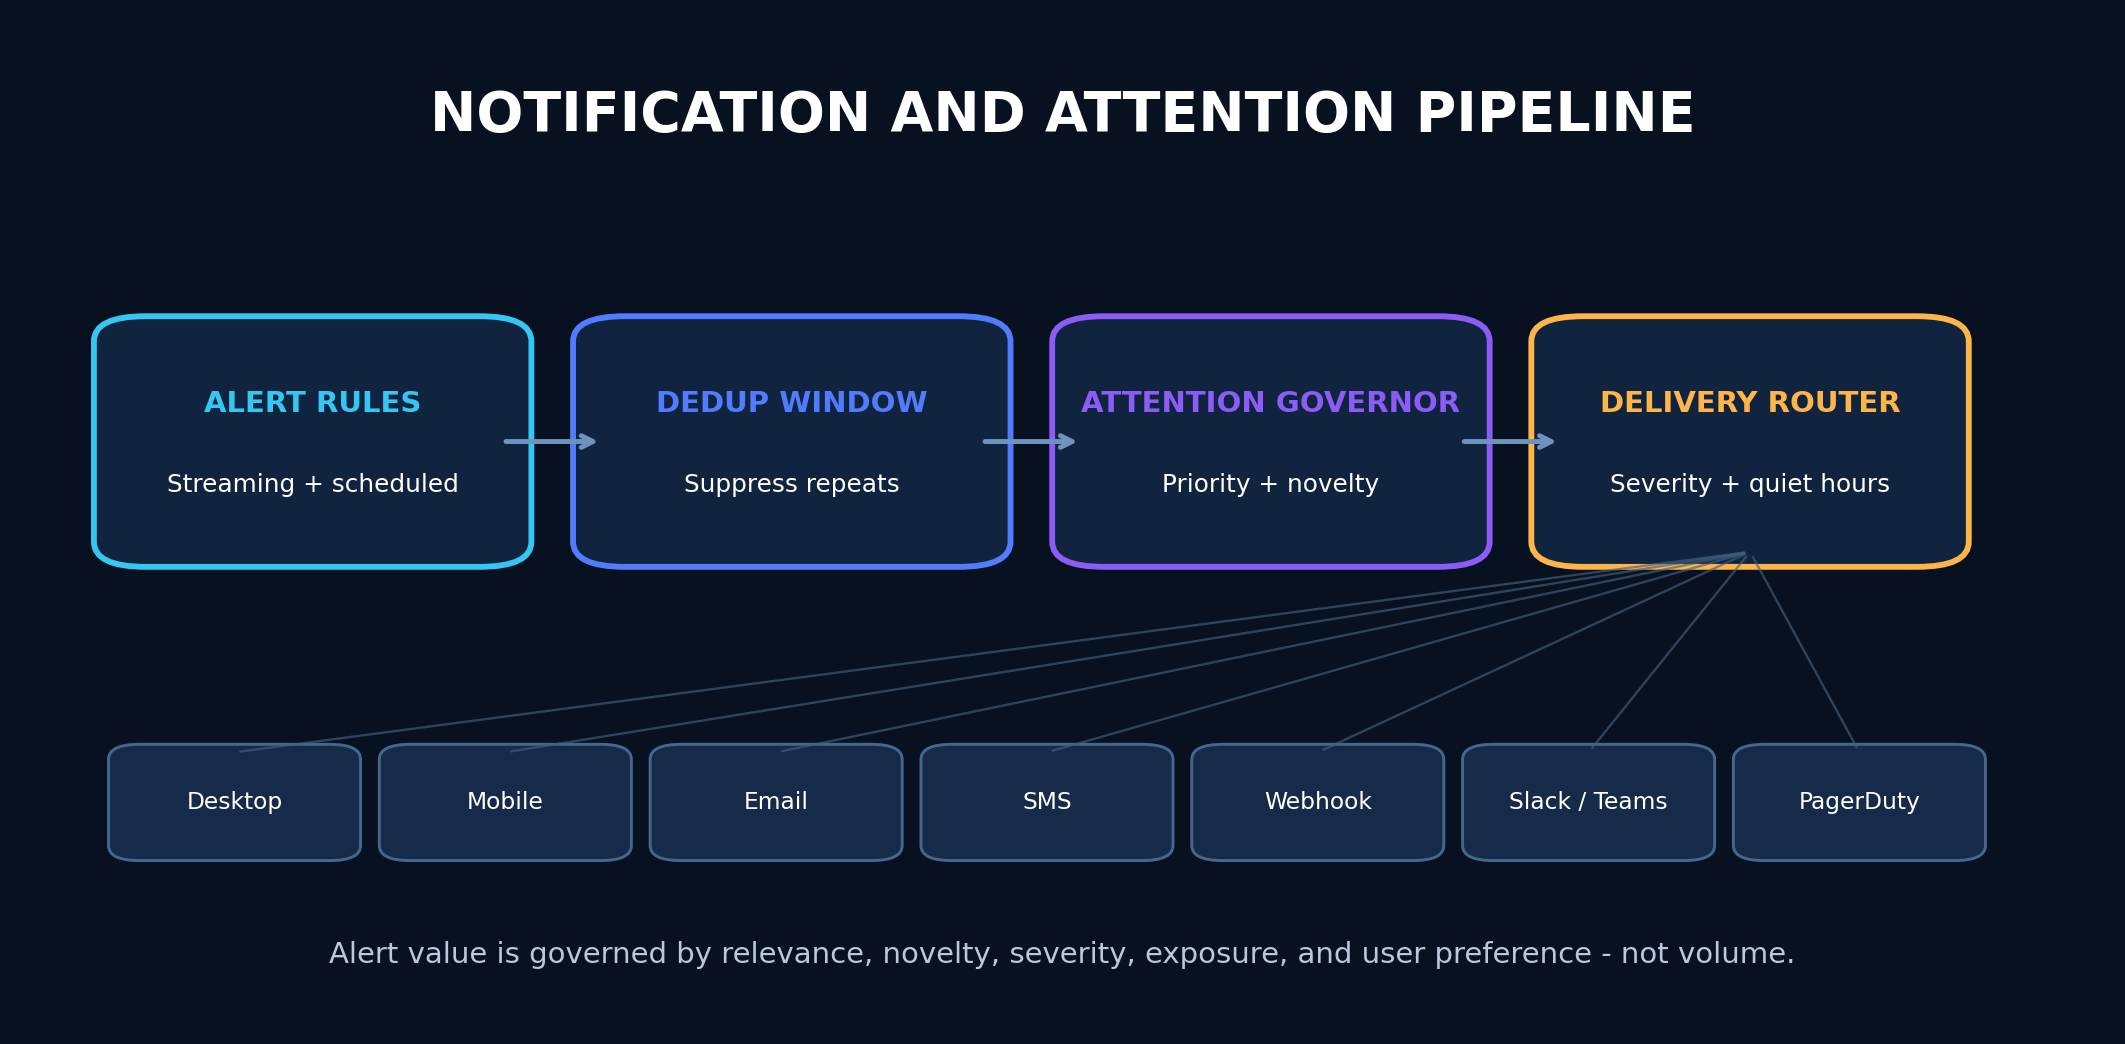 NOTIFICATION AND ATTENTION PIPELINE
ALERT RULES
Streaming + scheduled
DEDUP WINDOW
Suppress repeats
ATTENTION GOVERNOR
Priority + novelty
DELIVERY ROUTER
Severity + quiet hours
Desktop
Mobile
Email
SMS
Webhook
Slack / Teams
PagerDuty
Alert value is governed by relevance, novelty, severity, exposure, and user preference - not volume.